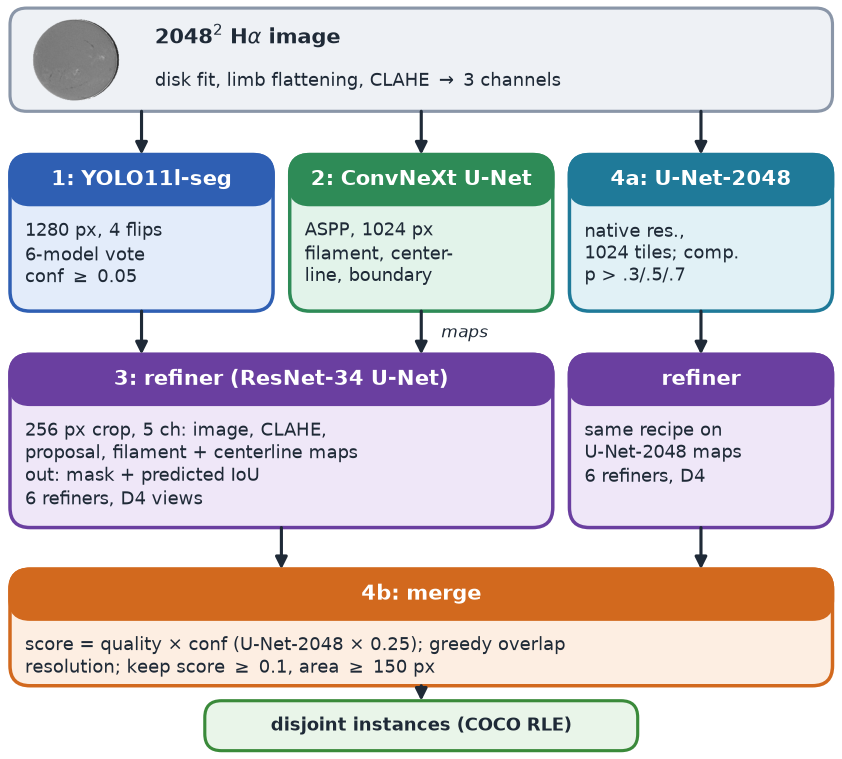 2048² Hα image
disk fit, limb flattening, CLAHE → 3 channels
1: YOLO11l-seg
1280 px, 4 flips
6-model vote
conf ≥ 0.05
2: ConvNeXt U-Net
ASPP, 1024 px
filament, center-
line, boundary
4a: U-Net-2048
native res.,
1024 tiles; comp.
p > .3/.5/.7
maps
3: refiner (ResNet-34 U-Net)
256 px crop, 5 ch: image, CLAHE,
proposal, filament + centerline maps
out: mask + predicted IoU
6 refiners, D4 views
refiner
same recipe on
U-Net-2048 maps
6 refiners, D4
4b: merge
score = quality × conf (U-Net-2048 × 0.25); greedy overlap
resolution; keep score ≥ 0.1, area ≥ 150 px
disjoint instances (COCO RLE)